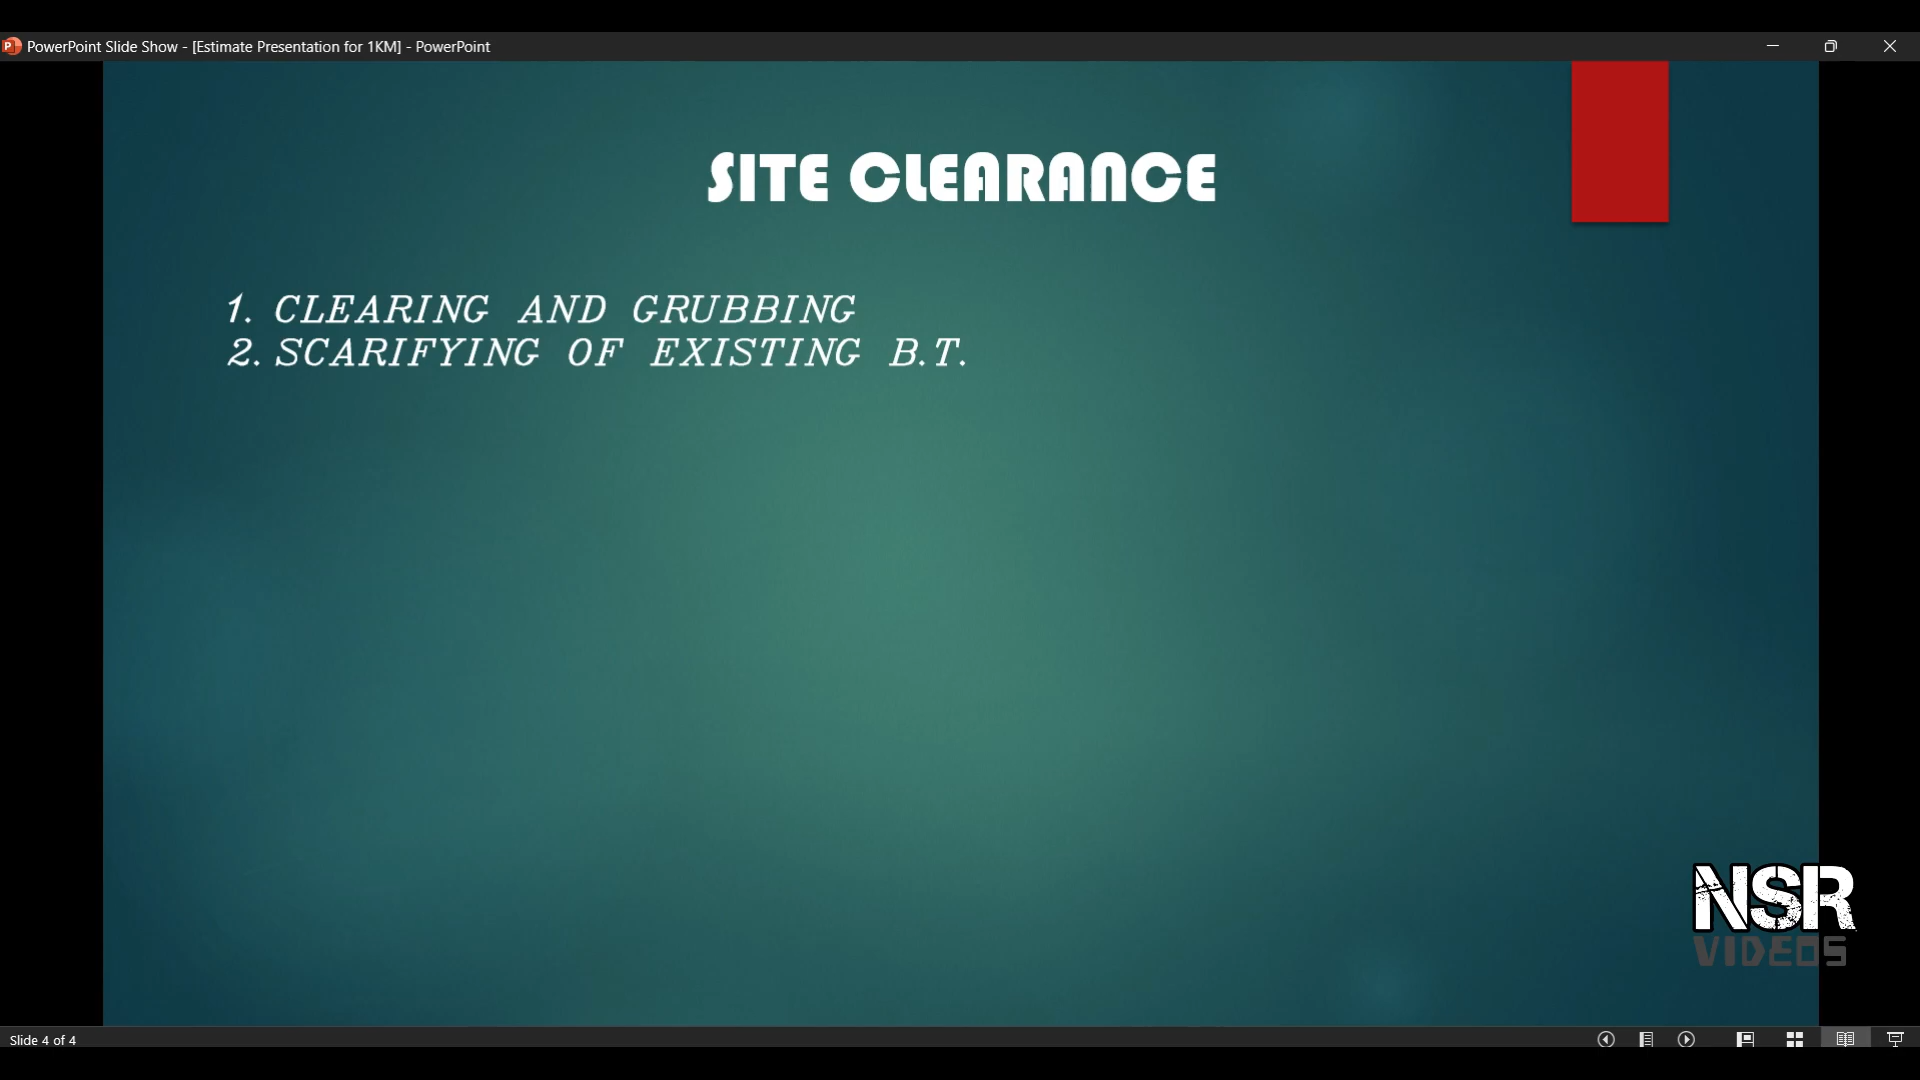 PowerPoint Slide Show - [Estimate Presentation for 1KM] - PowerPoint
SITE CLEARANCE
1. CLEARING AND GRUBBING
2. SCARIFYING OF EXISTING B.T.
NSR
VIDEOS
Slide 4 of 4